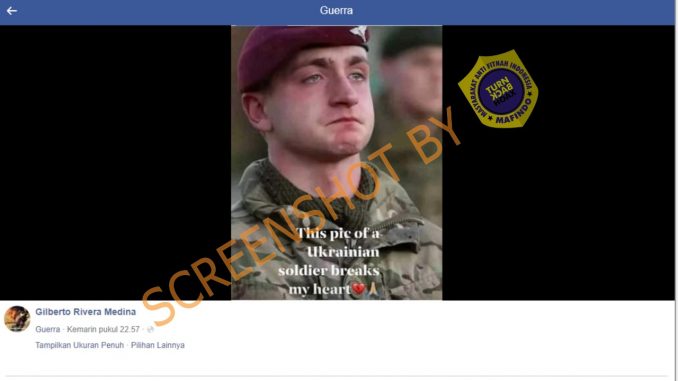 Guerra
MASYARAKAT ANTI FITNAH INDONESIA
TURN
BACK
HOAX
MAFINDO
SCREENSHOT BY
This pic of a
Ukrainian
soldier breaks
my heart💔🙏
Gilberto Rivera Medina
Guerra · Kemarin pukul 22.57 ·
Tampilkan Ukuran Penuh · Pilihan Lainnya